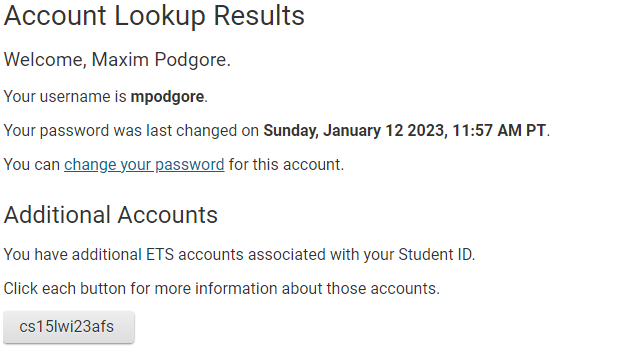 Account Lookup Results
Welcome, Maxim Podgore.
Your username is mpodgore.
Your password was last changed on Sunday, January 12 2023, 11:57 AM PT.
You can change your password for this account.
Additional Accounts
You have additional ETS accounts associated with your Student ID.
Click each button for more information about those accounts.
cs15lwi23afs